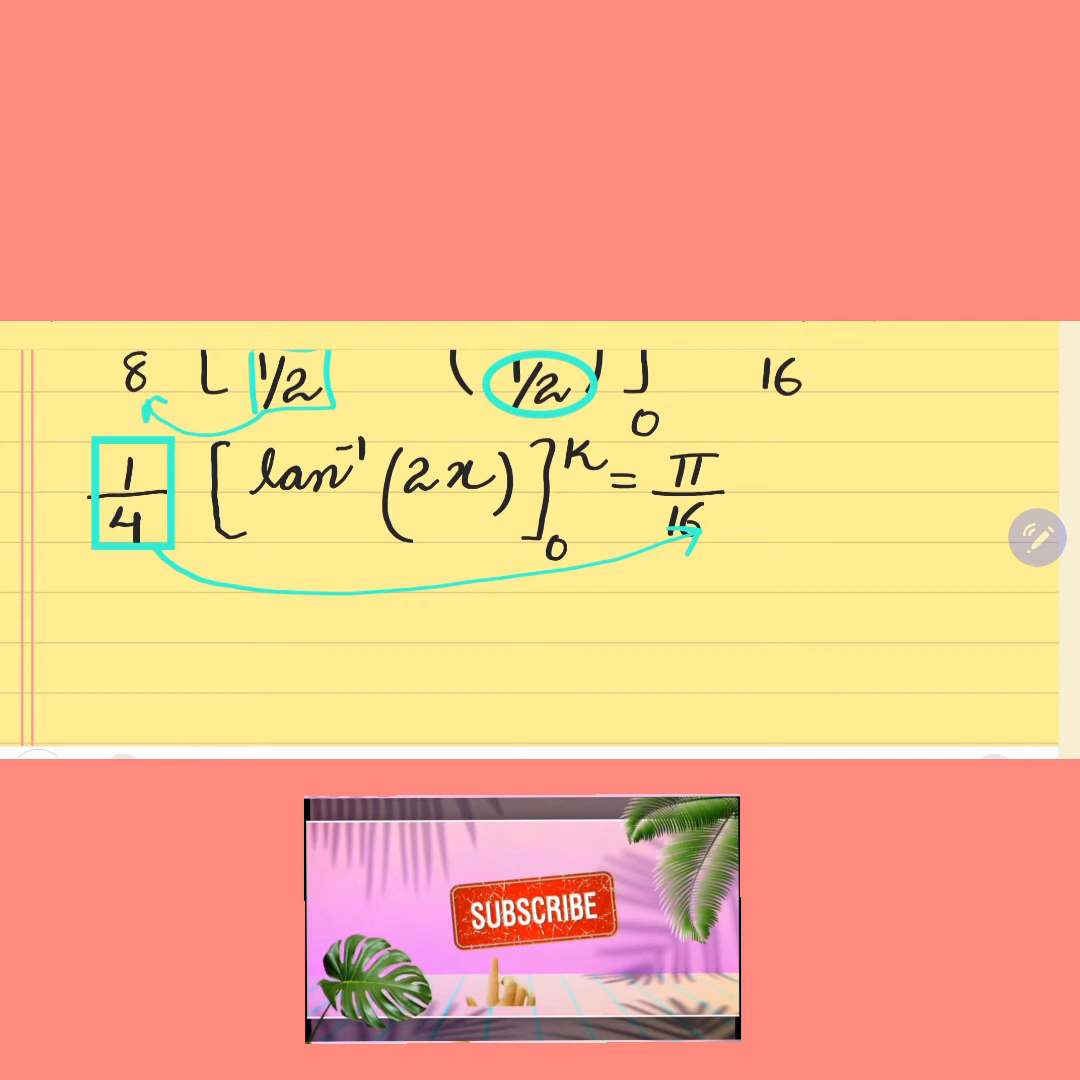 8 [ 1/2 ( 1/2 ) ]₀ 16
1/4 [ tan⁻¹ (2x) ]₀ᴷ = π/16
SUBSCRIBE